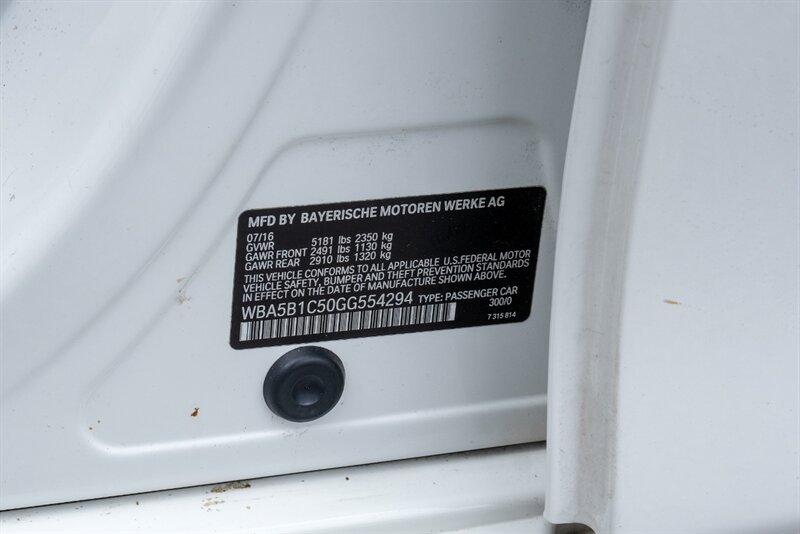 MFD BY BAYERISCHE MOTOREN WERKE AG
07/16
GVWR 5181 lbs 2350 kg
GAWR FRONT 2491 lbs 1130 kg
GAWR REAR 2910 lbs 1320 kg
THIS VEHICLE CONFORMS TO ALL APPLICABLE U.S.FEDERAL MOTOR
VEHICLE SAFETY, BUMPER AND THEFT PREVENTION STANDARDS
IN EFFECT ON THE DATE OF MANUFACTURE SHOWN ABOVE.
WBA5B1C50GG554294 TYPE: PASSENGER CAR
300/0
7 315 814